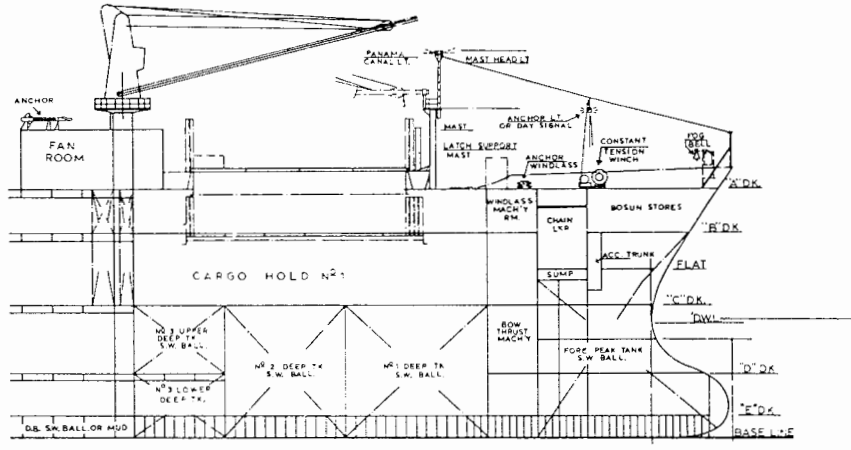 PANAMA
CANAL LT.
MAST HEAD LT
ANCHOR
FAN
ROOM
ANCHOR LT.
OR DAY SIGNAL
MAST
LATCH SUPPORT
MAST
ANCHOR
WINDLASS
CONSTANT
TENSION
WINCH
FOG
BELL
"A" DK.
WINDLASS
MACH'Y
RM.
CHAIN
LKR
BOSUN STORES
"B" DK
ACC. TRUNK
FLAT
CARGO HOLD Nº 1
SUMP
"C" DK.
DWL
Nº 3 UPPER
DEEP TK
S.W. BALL.
BOW
THRUST
MACH'Y
FORE PEAK TANK
S.W. BALL.
Nº 2 DEEP TK
S.W. BALL.
Nº 1 DEEP TK
S.W. BALL.
"D" DK
Nº 3 LOWER
DEEP TK.
"E" DK.
D.B. S.W. BALL. OR MUD
BASE LINE